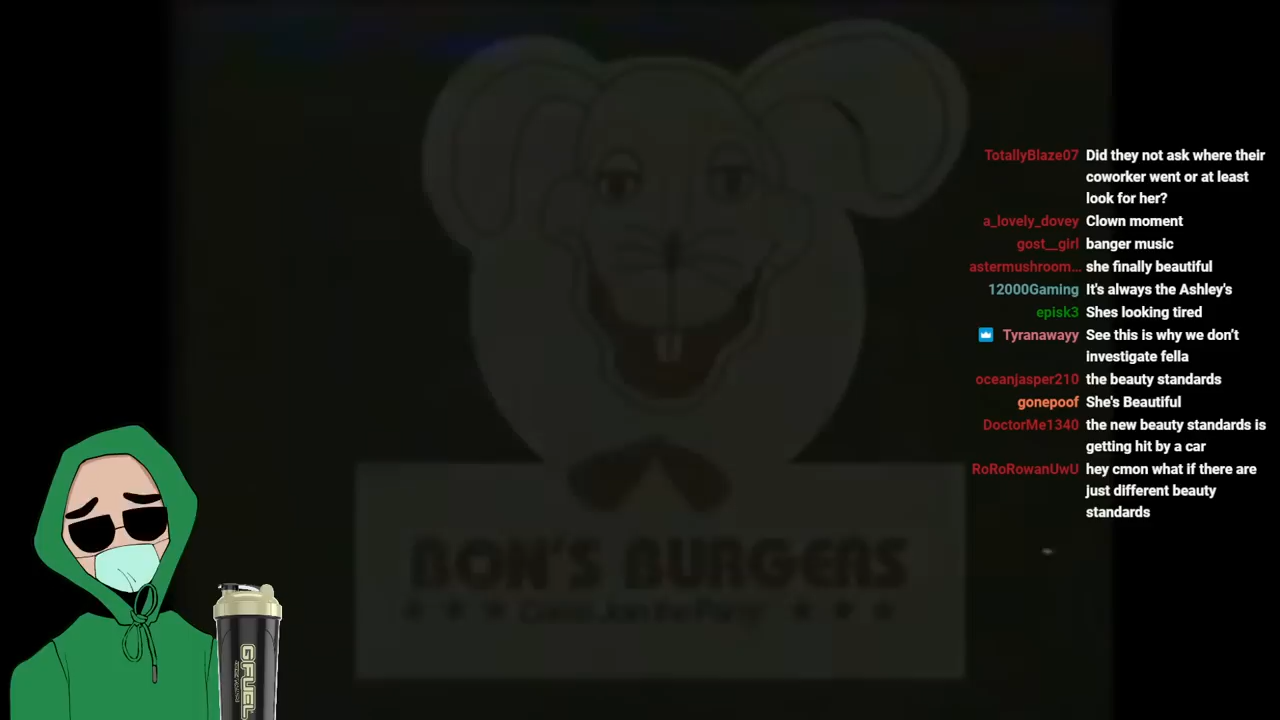 TotallyBlaze07 Did they not ask where their
coworker went or at least
look for her?
a_lovely_dovey Clown moment
gost__girl banger music
astermushroom... she finally beautiful
12000Gaming It's always the Ashley's
episk3 Shes looking tired
Tyranawayy See this is why we don't
investigate fella
oceanjasper210 the beauty standards
gonepoof She's Beautiful
DoctorMe1340 the new beauty standards is
getting hit by a car
RoRoRowanUwU hey cmon what if there are
just different beauty
standards
BON'S BURGERS
GFUEL